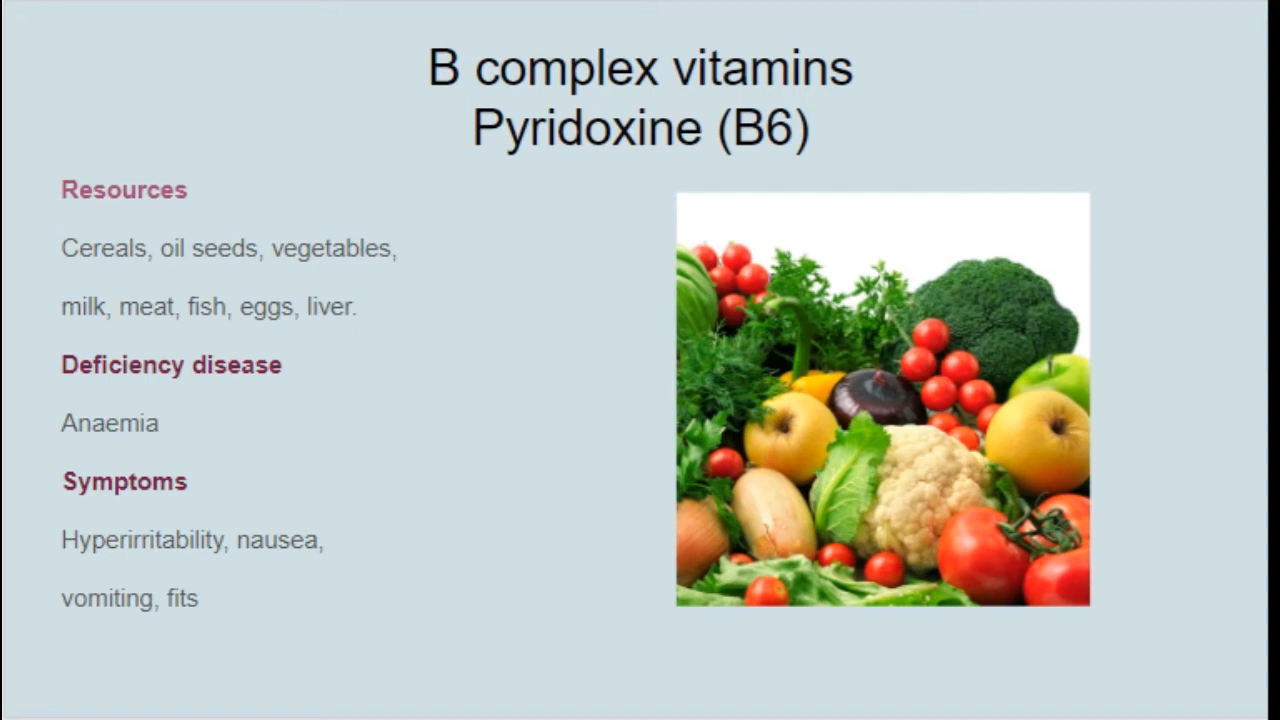 B complex vitamins
Pyridoxine (B6)
Resources
Cereals, oil seeds, vegetables,
milk, meat, fish, eggs, liver.
Deficiency disease
Anaemia
Symptoms
Hyperirritability, nausea,
vomiting, fits